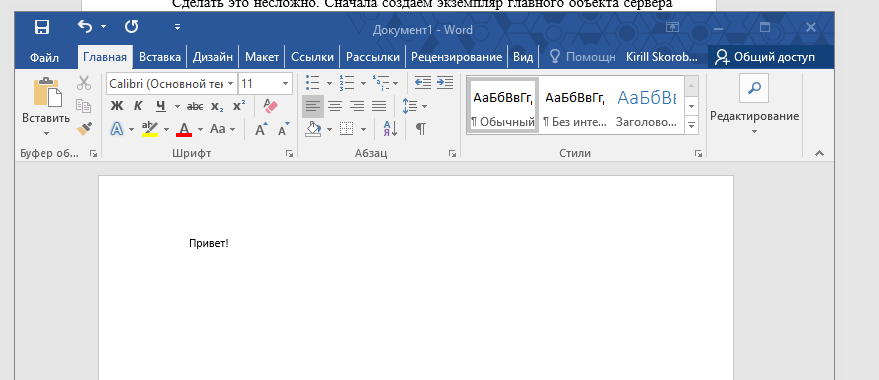 Сделать это несложно. Сначала создаем экземпляр главного объекта сервера
Документ1 - Word
Файл Главная Вставка Дизайн Макет Ссылки Рассылки Рецензирование Вид Помощн Kirill Skorob... Общий доступ
Calibri (Основной тек 11
Ж К Ч abc x₂ x²
A ab A Aa A A
Вставить
А Я
АаБбВвГг, АаБбВвГг, АаБбВв
¶ Обычный ¶ Без инте... Заголово...
Редактирование
Буфер об... Шрифт Абзац Стили
Привет!